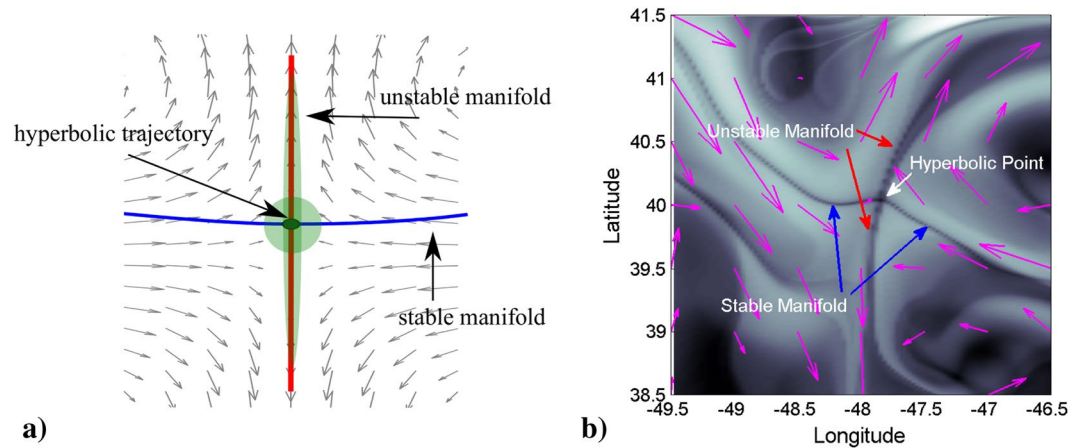 unstable manifold
hyperbolic trajectory
stable manifold
a)
41.5
41
40.5
40
39.5
39
38.5
Latitude
Unstable Manifold
Hyperbolic Point
Stable Manifold
-49.5 -49 -48.5 -48 -47.5 -47 -46.5
Longitude
b)